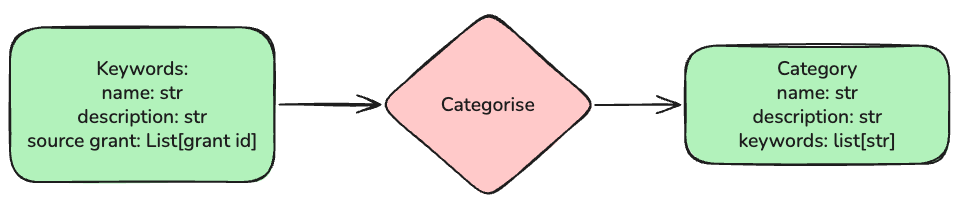 Keywords:
name: str
description: str
source grant: List[grant id]
Categorise
Category
name: str
description: str
keywords: list[str]